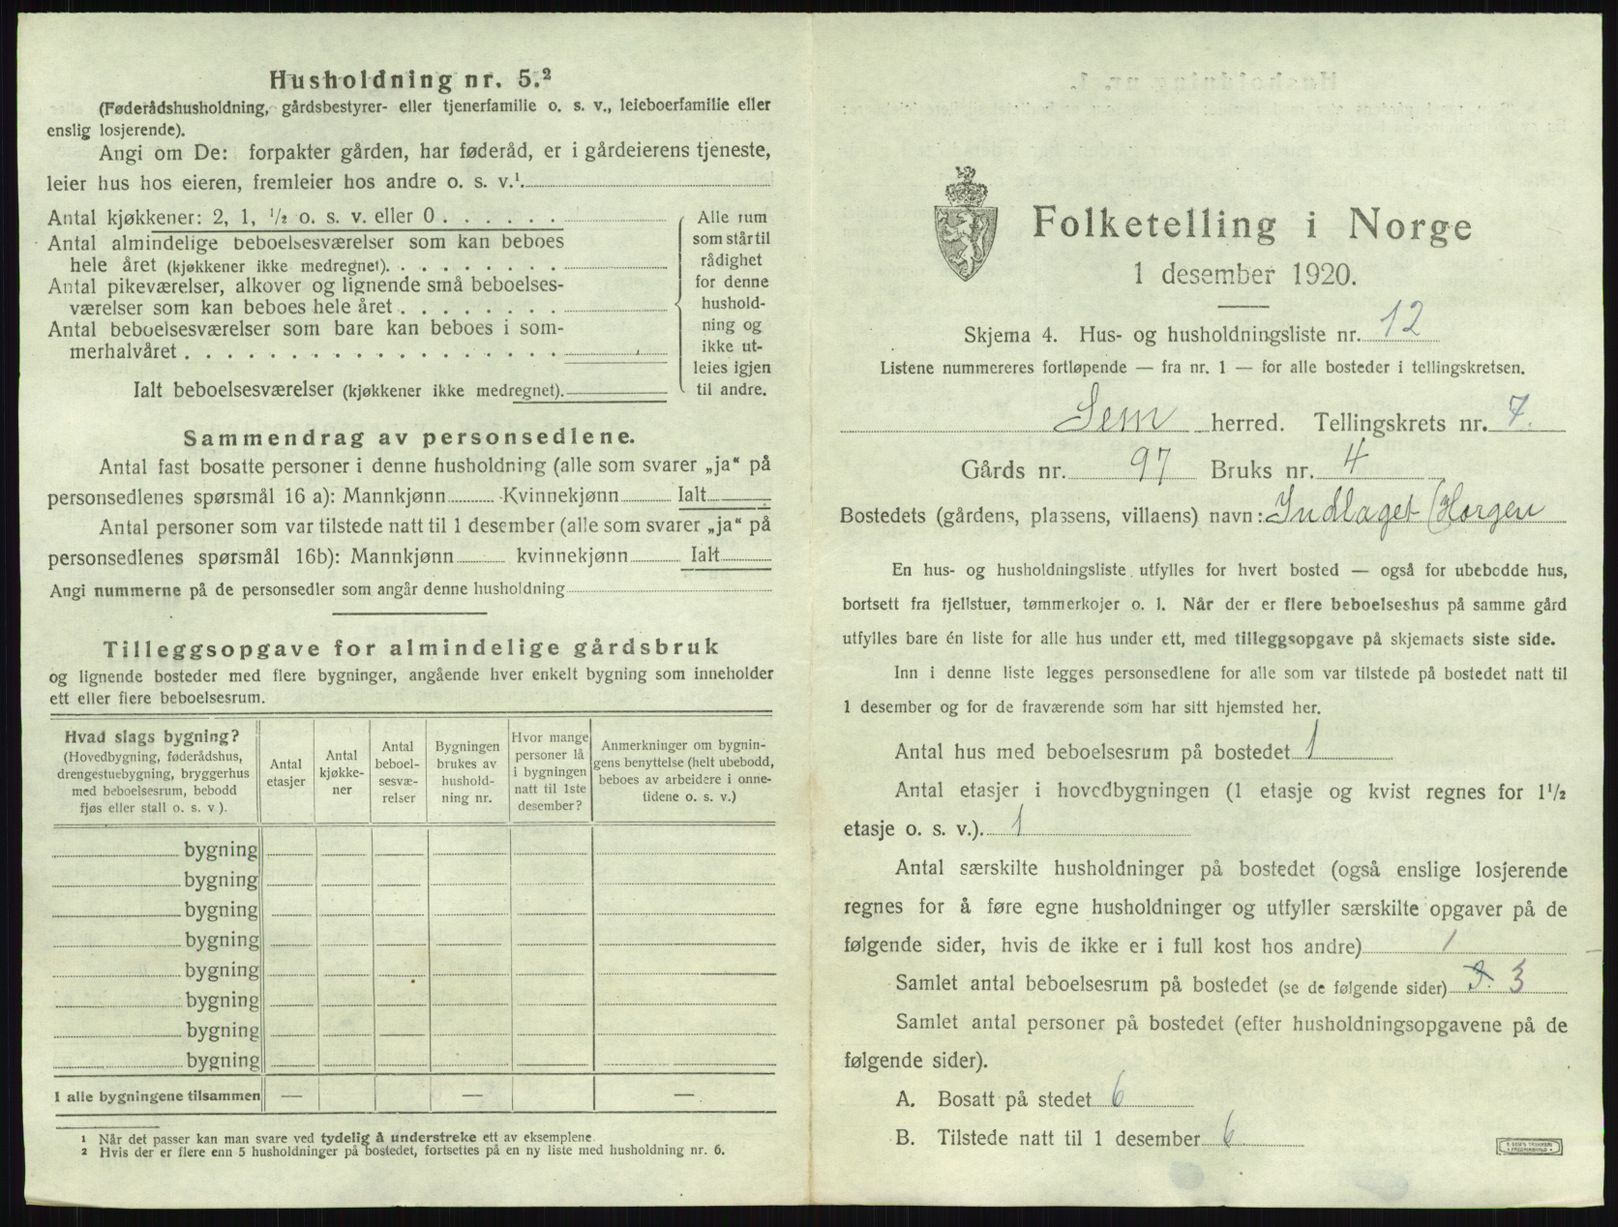 Husholdning nr. 5.²
(Føderådshusholdning, gårdsbestyrer- eller tjenerfamilie o. s. v., leieboerfamilie eller
enslig losjerende).
Angi om De: forpakter gården, har føderåd, er i gårdeierens tjeneste,
leier hus hos eieren, fremleier hos andre o. s. v.¹
Antal kjøkkener: 2, 1, ½ o. s. v. eller 0
Antal almindelige beboelsesværelser som kan beboes
hele året (kjøkkener ikke medregnet)
Antal pikeværelser, alkover og lignende små beboelses-
værelser som kan beboes hele året
Antal beboelsesværelser som bare kan beboes i som-
merhalvåret
Ialt beboelsesværelser (kjøkkener ikke medregnet)
Alle rum
som står til
rådighet
for denne
hushold-
ning og
ikke ut-
leies igjen
til andre.
Sammendrag av personsedlene.
Antal fast bosatte personer i denne husholdning (alle som svarer „ja“ på
personsedlenes spørsmål 16 a): Mannkjønn Kvinnekjønn Ialt
Antal personer som var tilstede natt til 1 desember (alle som svarer „ja“ på
personsedlenes spørsmål 16b): Mannkjønn kvinnekjønn Ialt
Angi nummerne på de personsedler som angår denne husholdning
Tilleggsopgave for almindelige gårdsbruk
og lignende bosteder med flere bygninger, angående hver enkelt bygning som inneholder
ett eller flere beboelsesrum.
Hvad slags bygning?
(Hovedbygning, føderådshus,
drengestuebygning, bryggerhus
med beboelsesrum, bebodd
fjøs eller stall o. s. v.).
Antal
etasjer
Antal
kjøkke-
ner
Antal
beboel-
sesvæ-
relser
Bygningen
brukes av
hushold-
ning nr.
Hvor mange
personer lå
i bygningen
natt til 1ste
desember?
Anmerkninger om bygnin-
gens benyttelse (helt ubebodd,
beboes av arbeidere i onne-
tidene o. s. v.)
bygning
bygning
bygning
bygning
bygning
bygning
bygning
bygning
I alle bygningene tilsammen — — —
¹ Når det passer kan man svare ved tydelig å understreke ett av eksemplene
² Hvis der er flere enn 5 husholdninger på bostedet, fortsettes på en ny liste med husholdning nr. 6.
Folketelling i Norge
1 desember 1920.
Skjema 4. Hus- og husholdningsliste nr. 12
Listene nummereres fortløpende — fra nr. 1 — for alle bosteder i tellingskretsen.
Sem herred. Tellingskrets nr. 7.
Gårds nr. 97 Bruks nr. 4
Bostedets (gårdens, plassens, villaens) navn: Indlaget (Horgen
En hus- og husholdningsliste utfylles for hvert bosted — også for ubebodde hus,
bortsett fra fjellstuer, tømmerkojer o. l. Når der er flere beboelseshus på samme gård
utfylles bare én liste for alle hus under ett, med tilleggsopgave på skjemaets siste side.
Inn i denne liste legges personsedlene for alle som var tilstede på bostedet natt til
1 desember og for de fraværende som har sitt hjemsted her.
Antal hus med beboelsesrum på bostedet 1
Antal etasjer i hovedbygningen (1 etasje og kvist regnes for 1½
etasje o. s. v.). 1
Antal særskilte husholdninger på bostedet (også enslige losjerende
regnes for å føre egne husholdninger og utfyller særskilte opgaver på de
følgende sider, hvis de ikke er i full kost hos andre) 1
Samlet antal beboelsesrum på bostedet (se de følgende sider) 3
Samlet antal personer på bostedet (efter husholdningsopgavene på de
følgende sider).
A. Bosatt på stedet 6
B. Tilstede natt til 1 desember 6